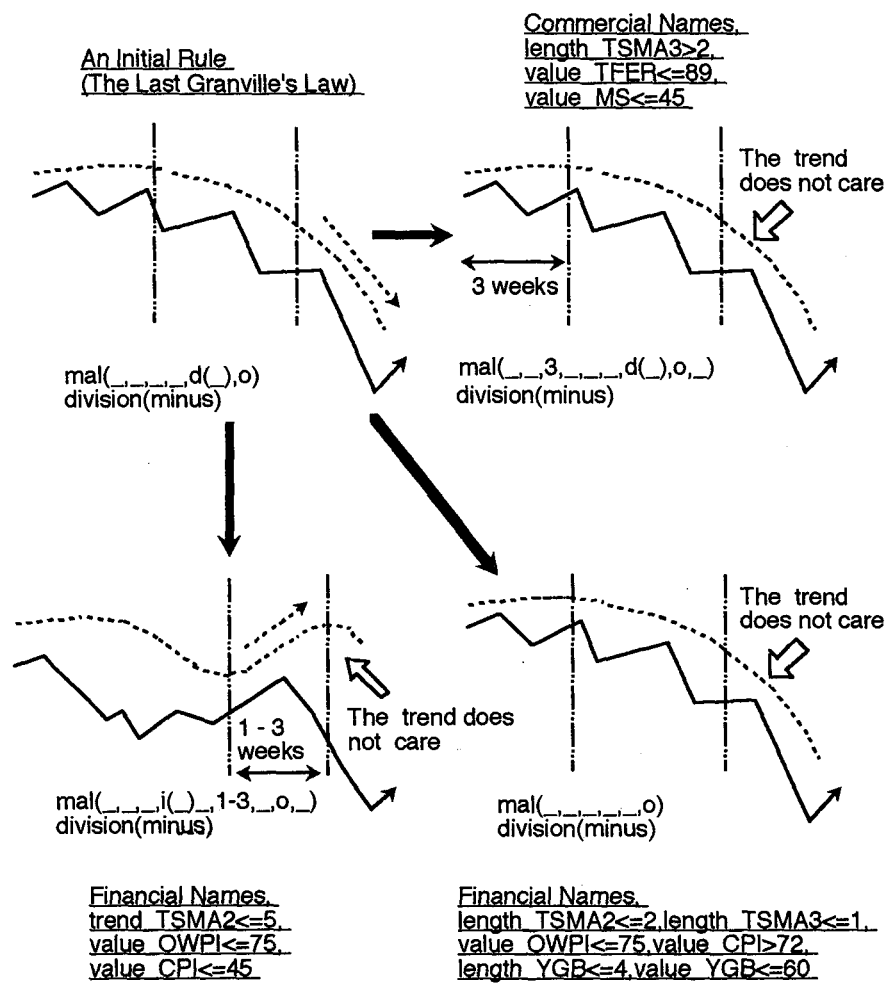 An Initial Rule
(The Last Granville's Law)
Commercial Names,
length_TSMA3>2,
value_TFER<=89,
value_MS<=45
The trend
does not care
3 weeks
mal(_,_,_,_,d(_),o)
division(minus)
mal(_,_,3,_,_,_,d(_),o,_)
division(minus)
The trend
does not care
1 - 3
weeks
The trend does
not care
mal(_,_,_,i(_)_,1-3,_,o,_)
division(minus)
mal(_,_,_,_,_,o)
division(minus)
Financial Names,
trend_TSMA2<=5,
value_OWPI<=75,
value_CPI<=45
Financial Names,
length_TSMA2<=2,length_TSMA3<=1,
value_OWPI<=75,value_CPI>72,
length_YGB<=4,value_YGB<=60